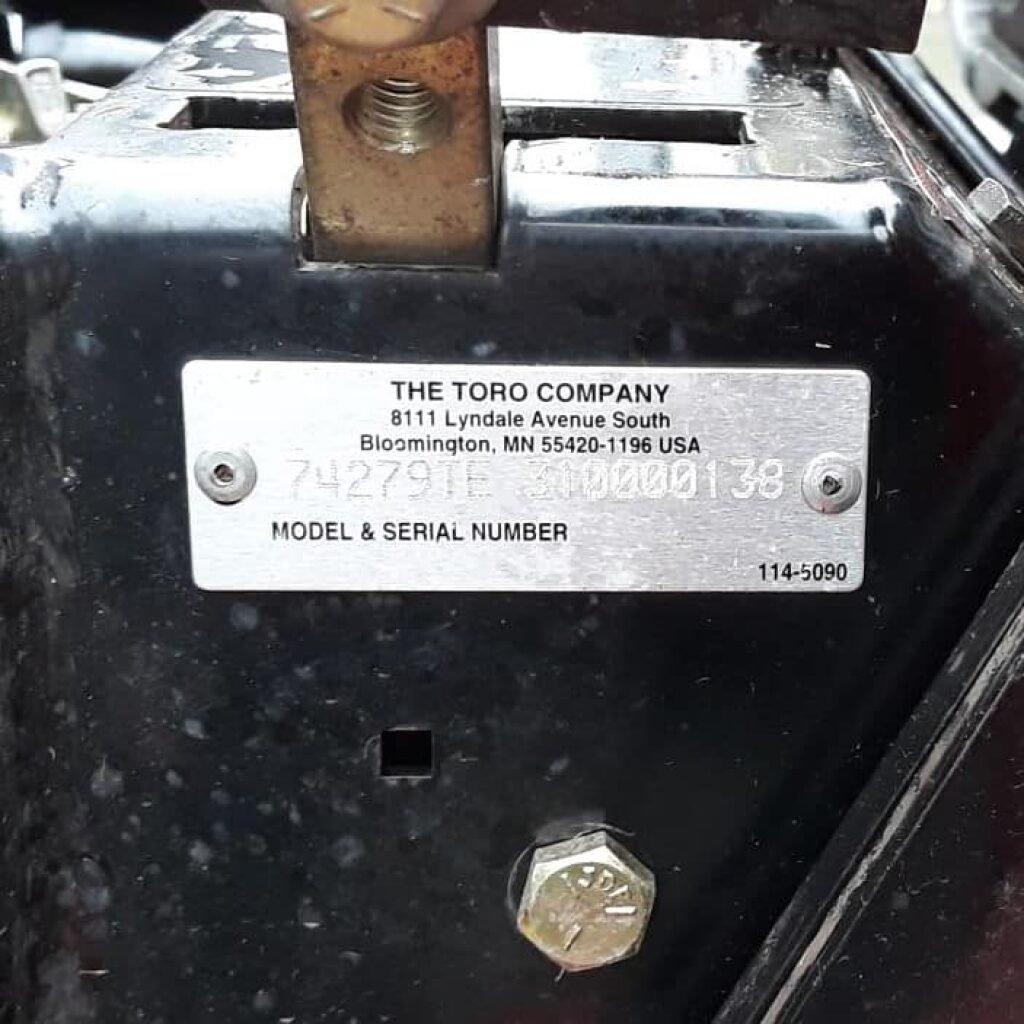 THE TORO COMPANY
8111 Lyndale Avenue South
Bloomington, MN 55420-1196 USA
74279TE 310000138
MODEL & SERIAL NUMBER
114-5090